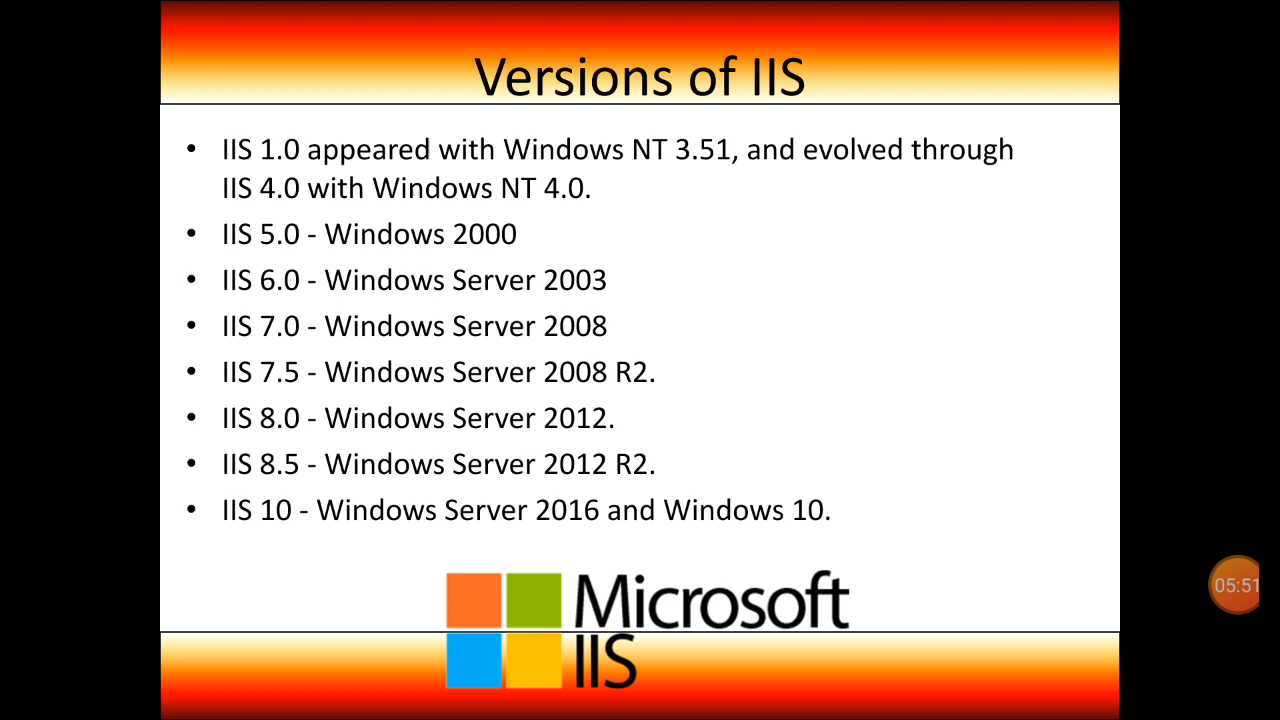 Versions of IIS
• IIS 1.0 appeared with Windows NT 3.51, and evolved through
IIS 4.0 with Windows NT 4.0.
• IIS 5.0 - Windows 2000
• IIS 6.0 - Windows Server 2003
• IIS 7.0 - Windows Server 2008
• IIS 7.5 - Windows Server 2008 R2.
• IIS 8.0 - Windows Server 2012.
• IIS 8.5 - Windows Server 2012 R2.
• IIS 10 - Windows Server 2016 and Windows 10.
05:51
Microsoft
IIS